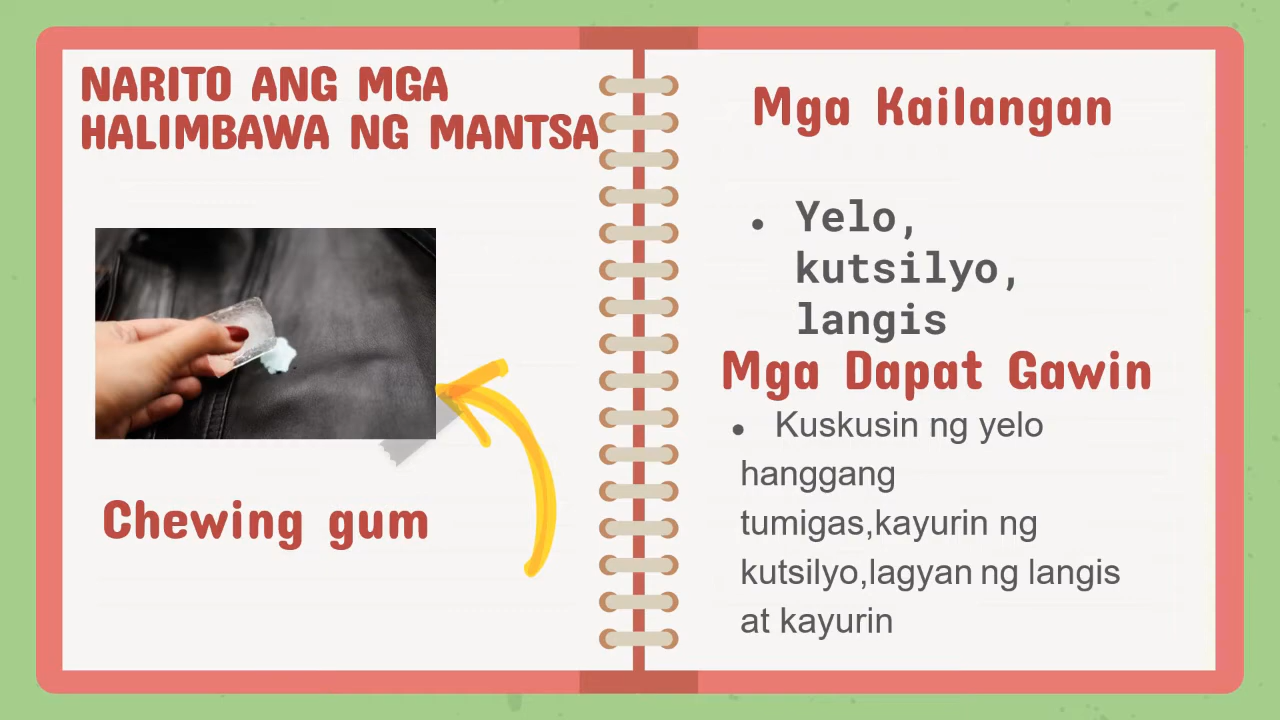 NARITO ANG MGA
HALIMBAWA NG MANTSA
Chewing gum
Mga Kailangan
• Yelo,
kutsilyo,
langis
Mga Dapat Gawin
• Kuskusin ng yelo
hanggang
tumigas,kayurin ng
kutsilyo,lagyan ng langis
at kayurin